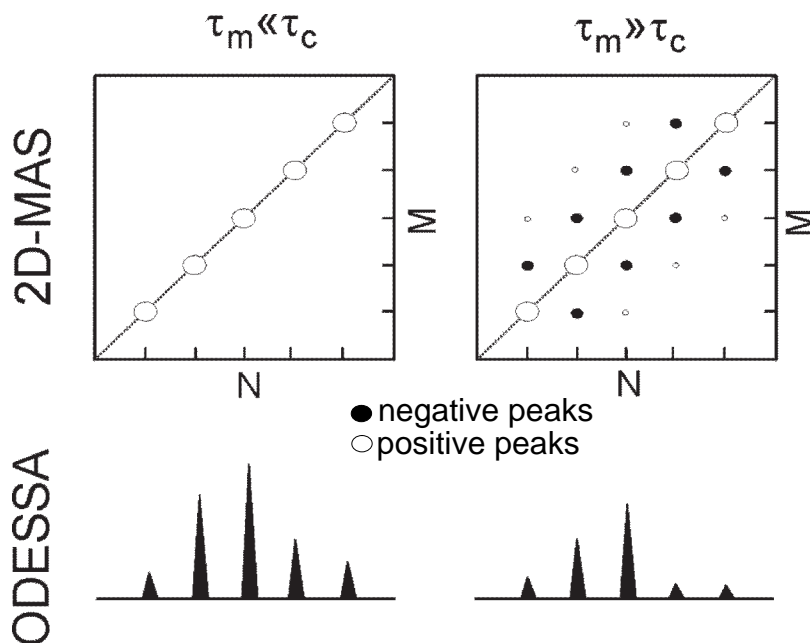 τm«τc
τm»τc
2D-MAS
M
M
N
N
negative peaks
positive peaks
ODESSA